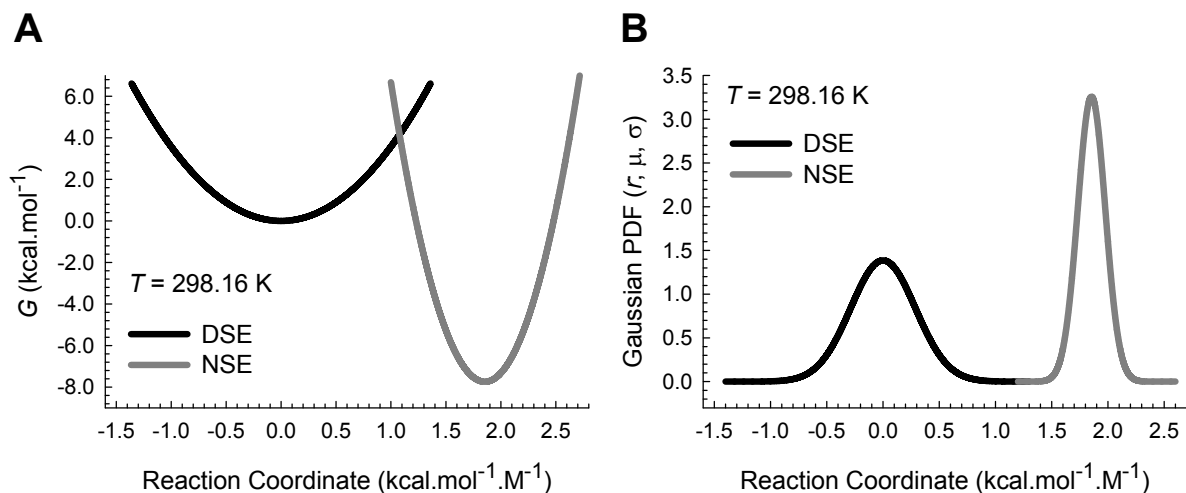 A
G (kcal.mol⁻¹)
6.0
4.0
2.0
0.0
-2.0
-4.0
-6.0
-8.0
T = 298.16 K
DSE
NSE
-1.5 -1.0 -0.5 0.0 0.5 1.0 1.5 2.0 2.5
Reaction Coordinate (kcal.mol⁻¹.M⁻¹)
B
Gaussian PDF (r, μ, σ)
3.5
3.0
2.5
2.0
1.5
1.0
0.5
0.0
T = 298.16 K
DSE
NSE
-1.5 -1.0 -0.5 0.0 0.5 1.0 1.5 2.0 2.5
Reaction Coordinate (kcal.mol⁻¹.M⁻¹)